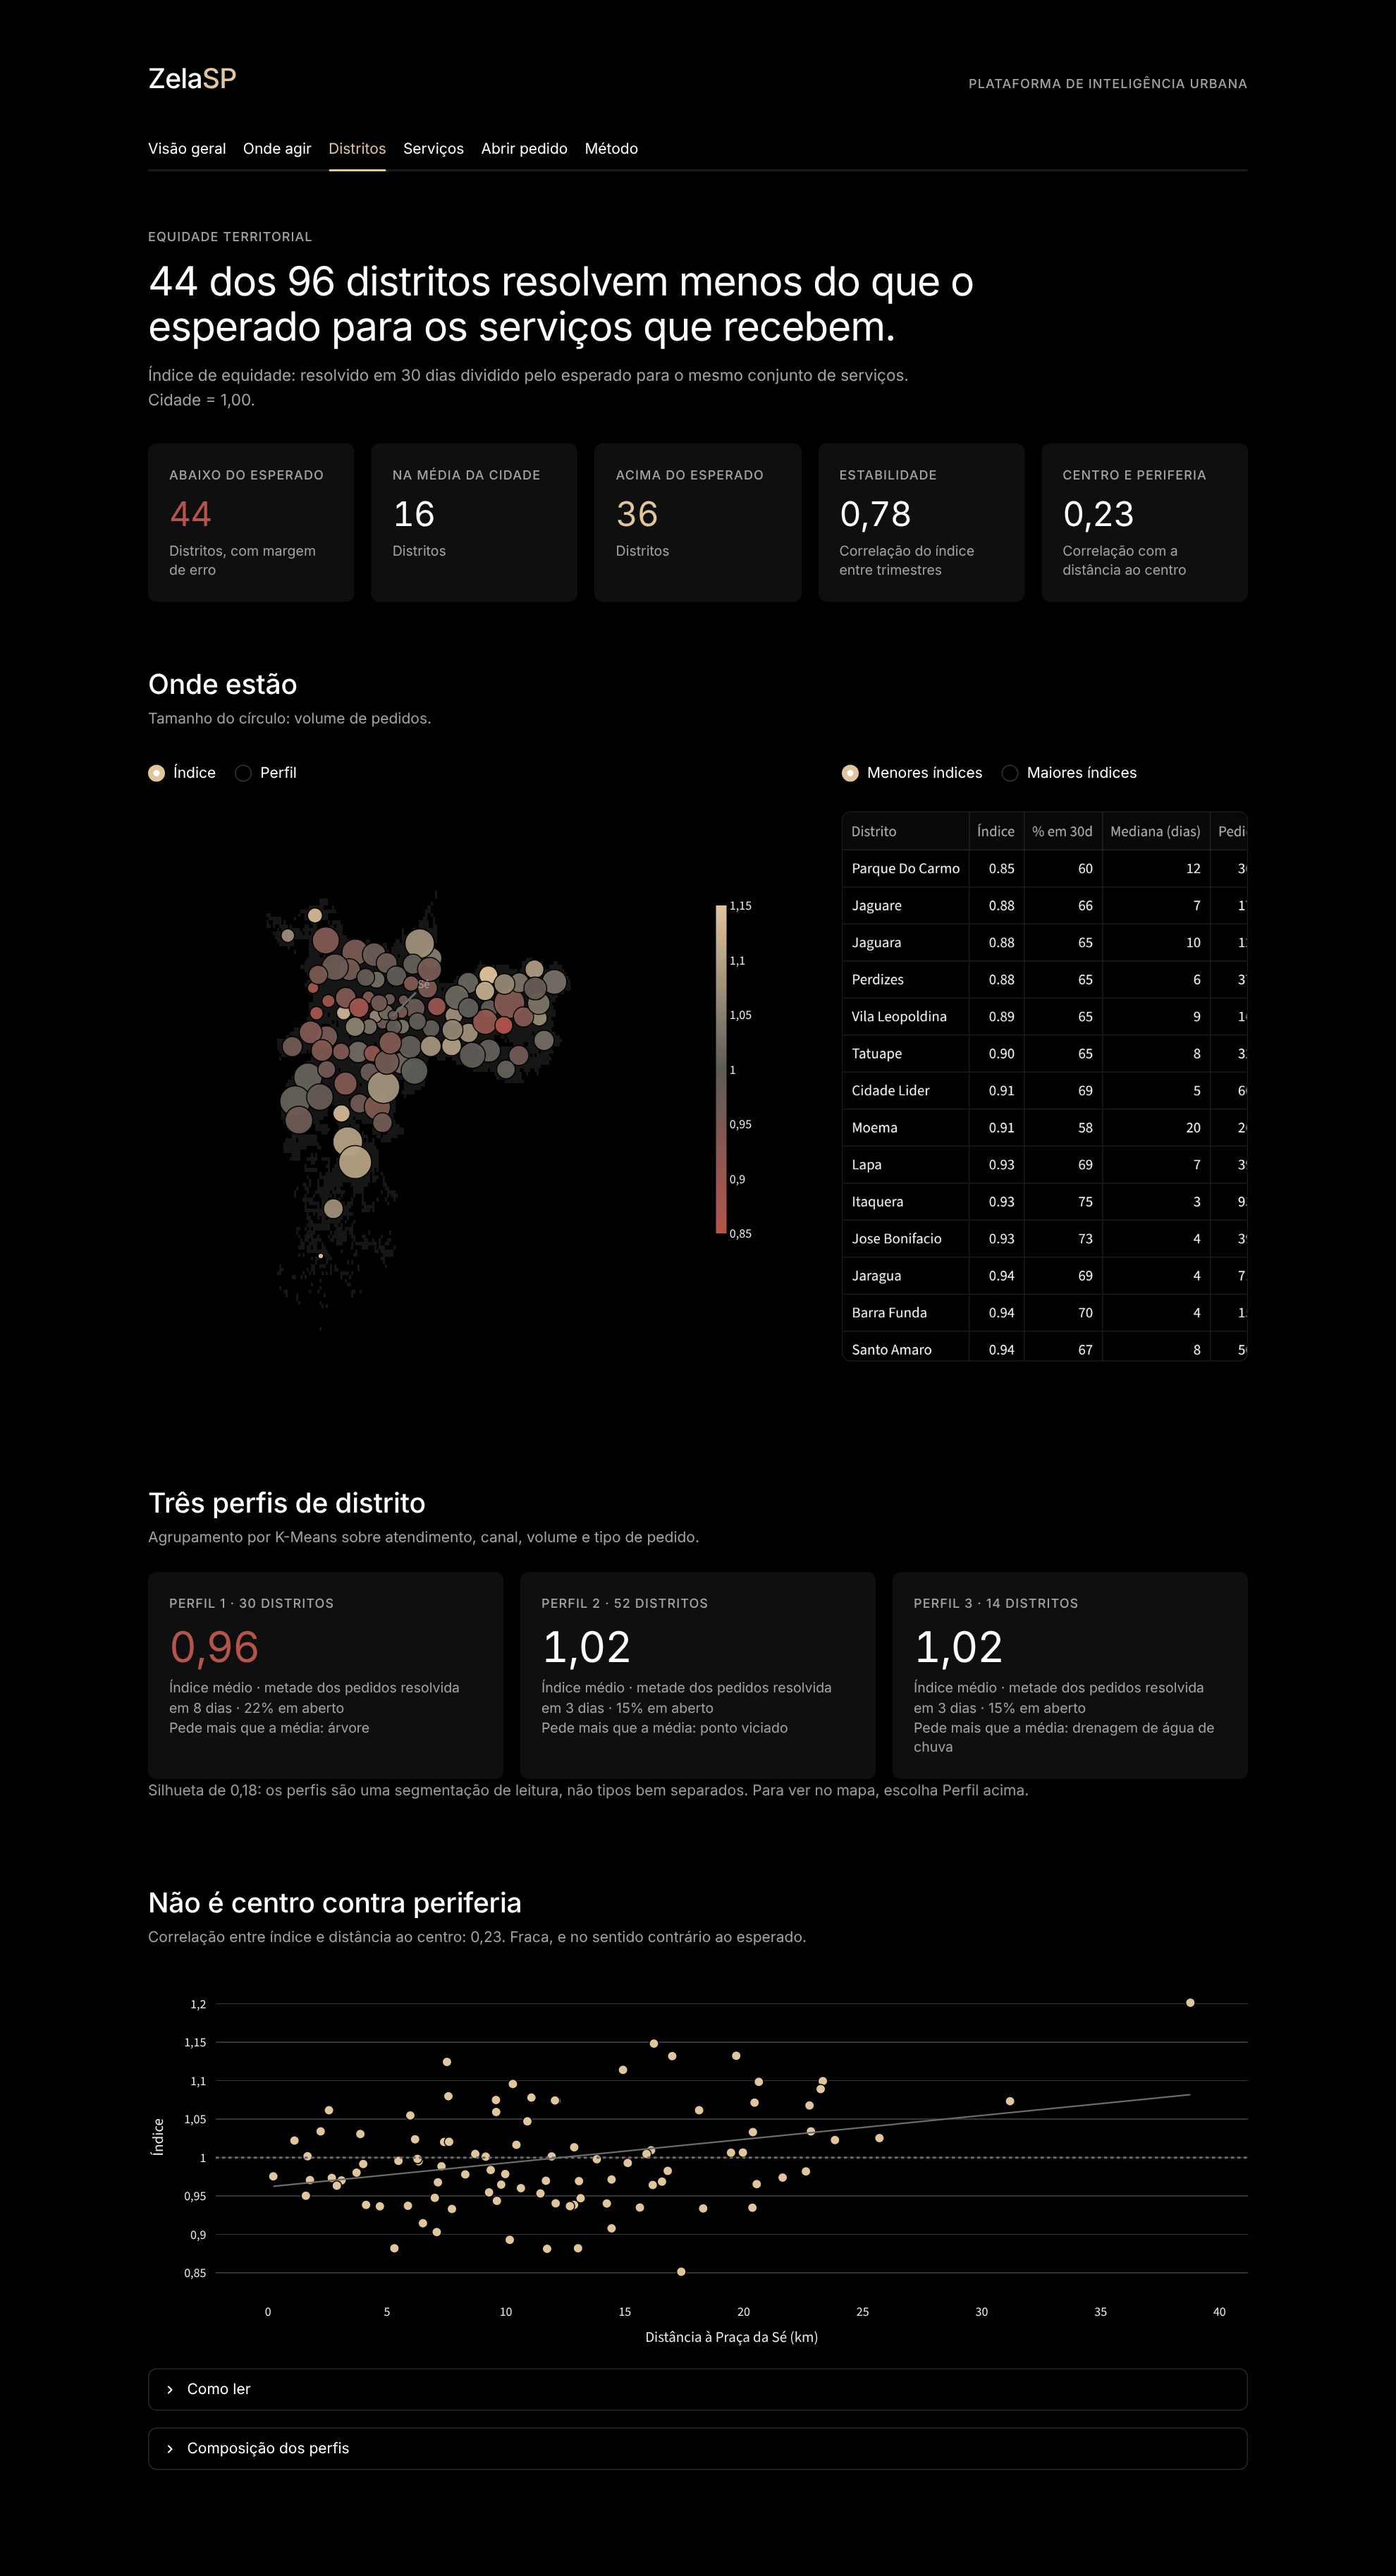 ZelaSP
PLATAFORMA DE INTELIGÊNCIA URBANA
Visão geral Onde agir Distritos Serviços Abrir pedido Método
EQUIDADE TERRITORIAL
44 dos 96 distritos resolvem menos do que o
esperado para os serviços que recebem.
Índice de equidade: resolvido em 30 dias dividido pelo esperado para o mesmo conjunto de serviços.
Cidade = 1,00.
ABAIXO DO ESPERADO
44
Distritos, com margem
de erro
NA MÉDIA DA CIDADE
16
Distritos
ACIMA DO ESPERADO
36
Distritos
ESTABILIDADE
0,78
Correlação do índice
entre trimestres
CENTRO E PERIFERIA
0,23
Correlação com a
distância ao centro
Onde estão
Tamanho do círculo: volume de pedidos.
Índice Perfil
Sé
1,15
1,1
1,05
1
0,95
0,9
0,85
Menores índices Maiores índices
Distrito Índice % em 30d Mediana (dias)
Parque Do Carmo 0.85 60 12
Jaguare 0.88 66 7
Jaguara 0.88 65 10
Perdizes 0.88 65 6
Vila Leopoldina 0.89 65 9
Tatuape 0.90 65 8
Cidade Lider 0.91 69 5
Moema 0.91 58 20
Lapa 0.93 69 7
Itaquera 0.93 75 3
Jose Bonifacio 0.93 73 4
Jaragua 0.94 69 4
Barra Funda 0.94 70 4
Santo Amaro 0.94 67 8
Três perfis de distrito
Agrupamento por K-Means sobre atendimento, canal, volume e tipo de pedido.
PERFIL 1 · 30 DISTRITOS
0,96
Índice médio · metade dos pedidos resolvida
em 8 dias · 22% em aberto
Pede mais que a média: árvore
PERFIL 2 · 52 DISTRITOS
1,02
Índice médio · metade dos pedidos resolvida
em 3 dias · 15% em aberto
Pede mais que a média: ponto viciado
PERFIL 3 · 14 DISTRITOS
1,02
Índice médio · metade dos pedidos resolvida
em 3 dias · 15% em aberto
Pede mais que a média: drenagem de água de
chuva
Silhueta de 0,18: os perfis são uma segmentação de leitura, não tipos bem separados. Para ver no mapa, escolha Perfil acima.
Não é centro contra periferia
Correlação entre índice e distância ao centro: 0,23. Fraca, e no sentido contrário ao esperado.
Índice
1,2
1,15
1,1
1,05
1
0,95
0,9
0,85
0 5 10 15 20 25 30 35 40
Distância à Praça da Sé (km)
Como ler
Composição dos perfis